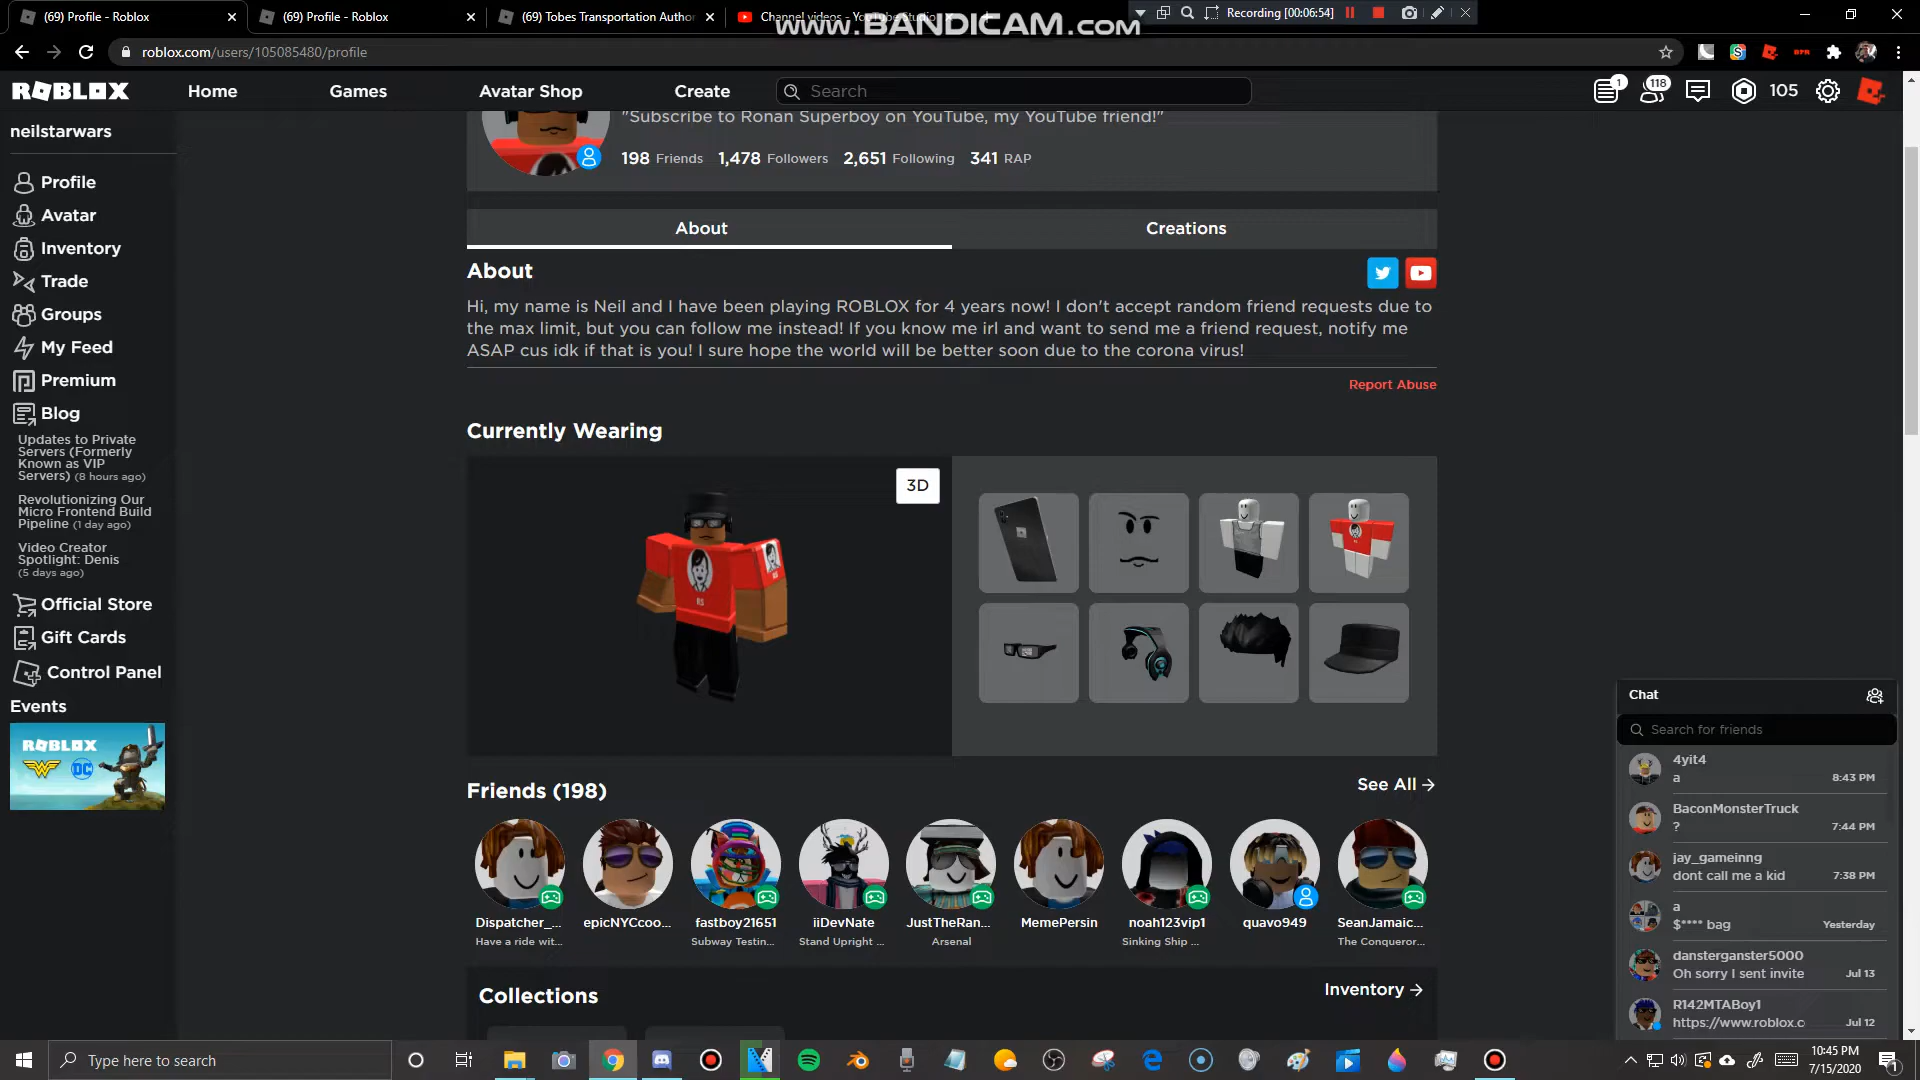 (69) Profile - Roblox
(69) Profile - Roblox
(69) Tobes Transportation Author
Channel videos - YouTube Studio
www.BANDICAM.com
Recording [00:06:54]
roblox.com/users/105085480/profile
ROBLOX
Home
Games
Avatar Shop
Create
Search
1
118
105
neilstarwars
Profile
Avatar
Inventory
Trade
Groups
My Feed
Premium
Blog
Updates to Private
Servers (Formerly
Known as VIP
Servers) (8 hours ago)
Revolutionizing Our
Micro Frontend Build
Pipeline (1 day ago)
Video Creator
Spotlight: Denis
(5 days ago)
Official Store
Gift Cards
Control Panel
Events
ROBLOX
DC
"Subscribe to Ronan Superboy on YouTube, my YouTube friend!"
198 Friends 1,478 Followers 2,651 Following 341 RAP
About
Creations
About
Hi, my name is Neil and I have been playing ROBLOX for 4 years now! I don't accept random friend requests due to
the max limit, but you can follow me instead! If you know me irl and want to send me a friend request, notify me
ASAP cus idk if that is you! I sure hope the world will be better soon due to the corona virus!
Report Abuse
Currently Wearing
3D
RS
Friends (198)
See All
Dispatcher_...
Have a ride wit...
epicNYCcoo...
fastboy21651
Subway Testin...
iiDevNate
Stand Upright ...
JustTheRan...
Arsenal
MemePersin
noah123vip1
Sinking Ship ...
quavo949
SeanJamaic...
The Conqueror...
Collections
Inventory
Chat
Search for friends
4yit4
a 8:43 PM
BaconMonsterTruck
? 7:44 PM
jay_gameinng
dont call me a kid 7:38 PM
a
$**** bag Yesterday
dansterganster5000
Oh sorry I sent invite Jul 13
R142MTABoy1
https://www.roblox.c Jul 12
Type here to search
10:45 PM
7/15/2020
1